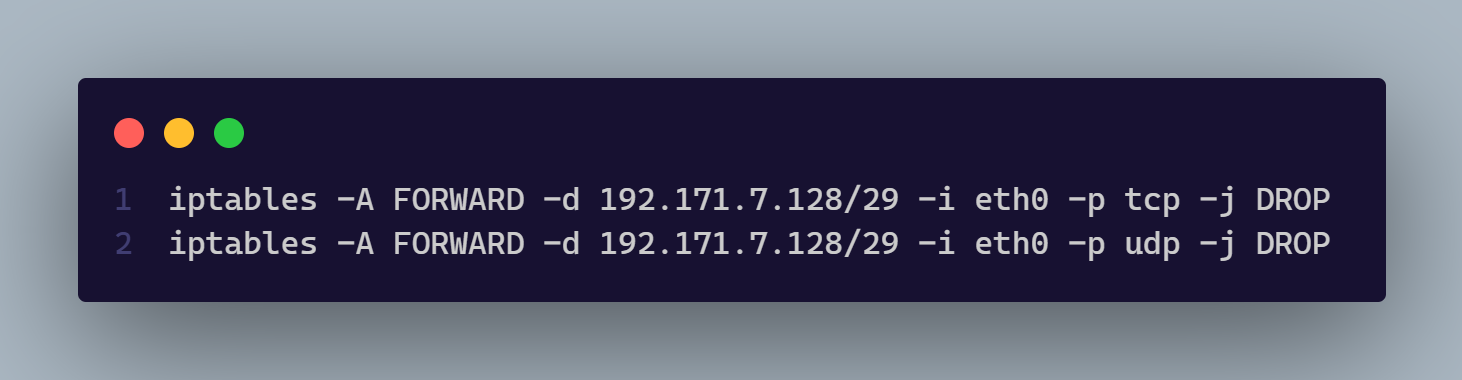 1 iptables -A FORWARD -d 192.171.7.128/29 -i eth0 -p tcp -j DROP
2 iptables -A FORWARD -d 192.171.7.128/29 -i eth0 -p udp -j DROP